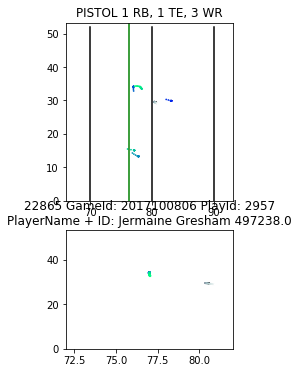 PISTOL 1 RB, 1 TE, 3 WR
50
40
30
20
10
0
70 80 90
22865 GameId: 2017100806 PlayId: 2957
PlayerName + ID: Jermaine Gresham 497238.0
40
20
0
72.5 75.0 77.5 80.0